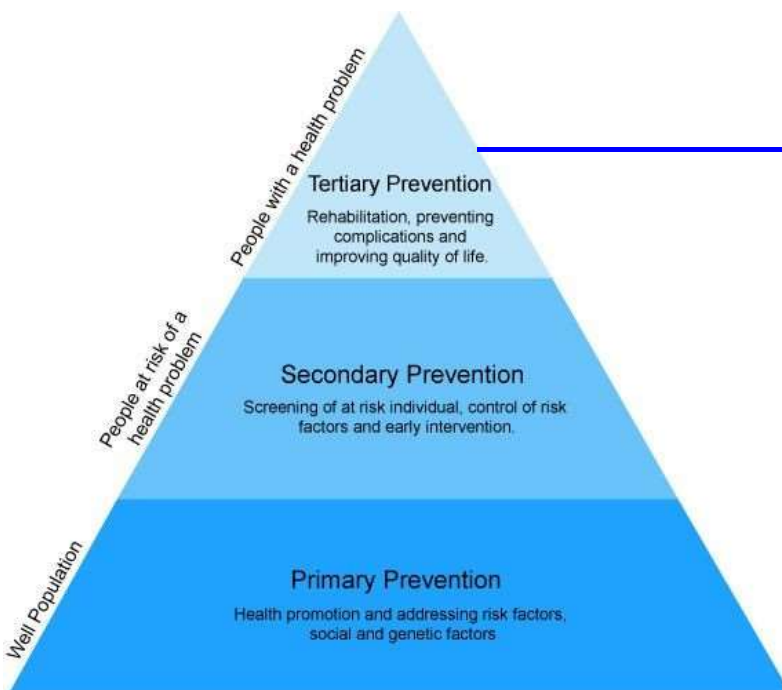 People with a health problem
Tertiary Prevention
Rehabilitation, preventing
complications and
improving quality of life.
People at risk of a
health problem
Secondary Prevention
Screening of at risk individual, control of risk
factors and early intervention.
Well Population
Primary Prevention
Health promotion and addressing risk factors,
social and genetic factors